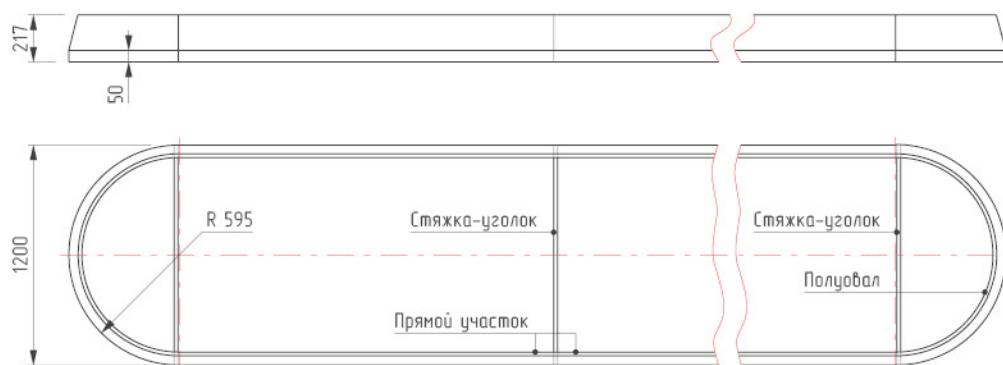 217
50
1200
R 595
Стяжка-уголок
Стяжка-уголок
Полуовал
Прямой участок